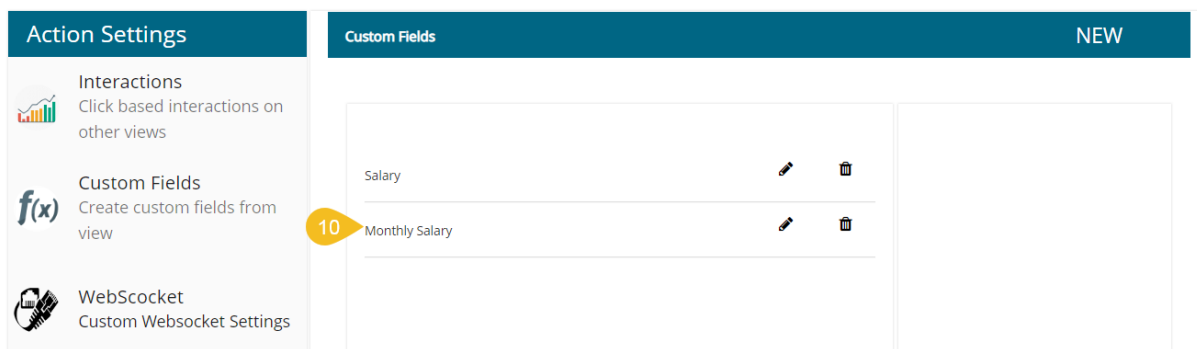 Action Settings
Interactions
Click based interactions on
other views
Custom Fields
Create custom fields from
view
WebScocket
Custom Websocket Settings
Custom Fields
NEW
Salary
10
Monthly Salary
f(x)